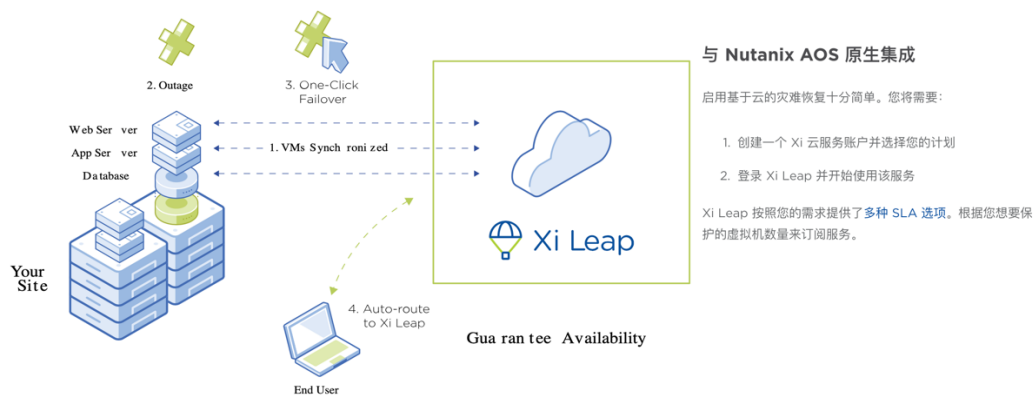 2. Outage
3. One-Click
Failover
Web Ser ver
App Ser ver
Database
1. VMs Synch ronized
Your
Site
Xi Leap
4. Auto-route
to Xi Leap
End User
Gua ran tee Availability
与 Nutanix AOS 原生集成
启用基于云的灾难恢复十分简单。您将需要：
1. 创建一个 Xi 云服务账户并选择您的计划
2. 登录 Xi Leap 并开始使用该服务
Xi Leap 按照您的需求提供了多种 SLA 选项。根据您想要保
护的虚拟机数量来订阅服务。